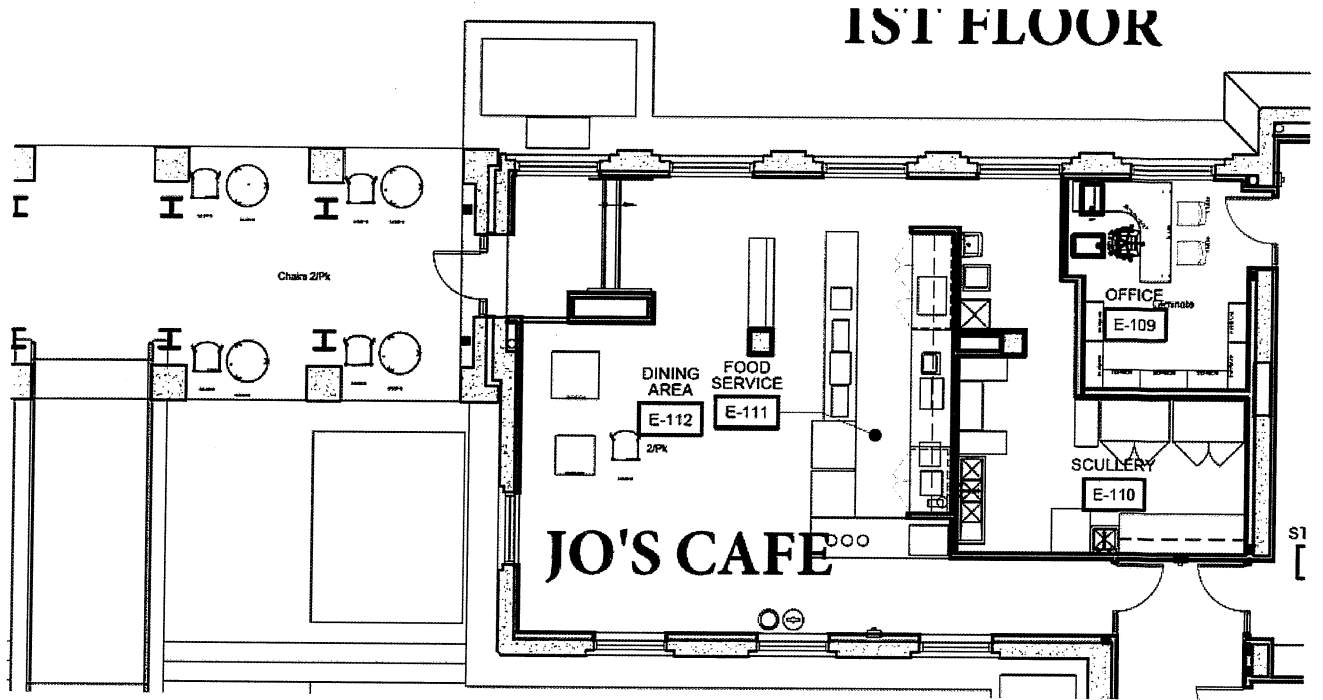 1ST FLOOR
Chairs 2/Pk
OFFICE
E-109
DINING
AREA
E-112
FOOD
SERVICE
E-111
2/Pk
SCULLERY
E-110
JO'S CAFE
ST